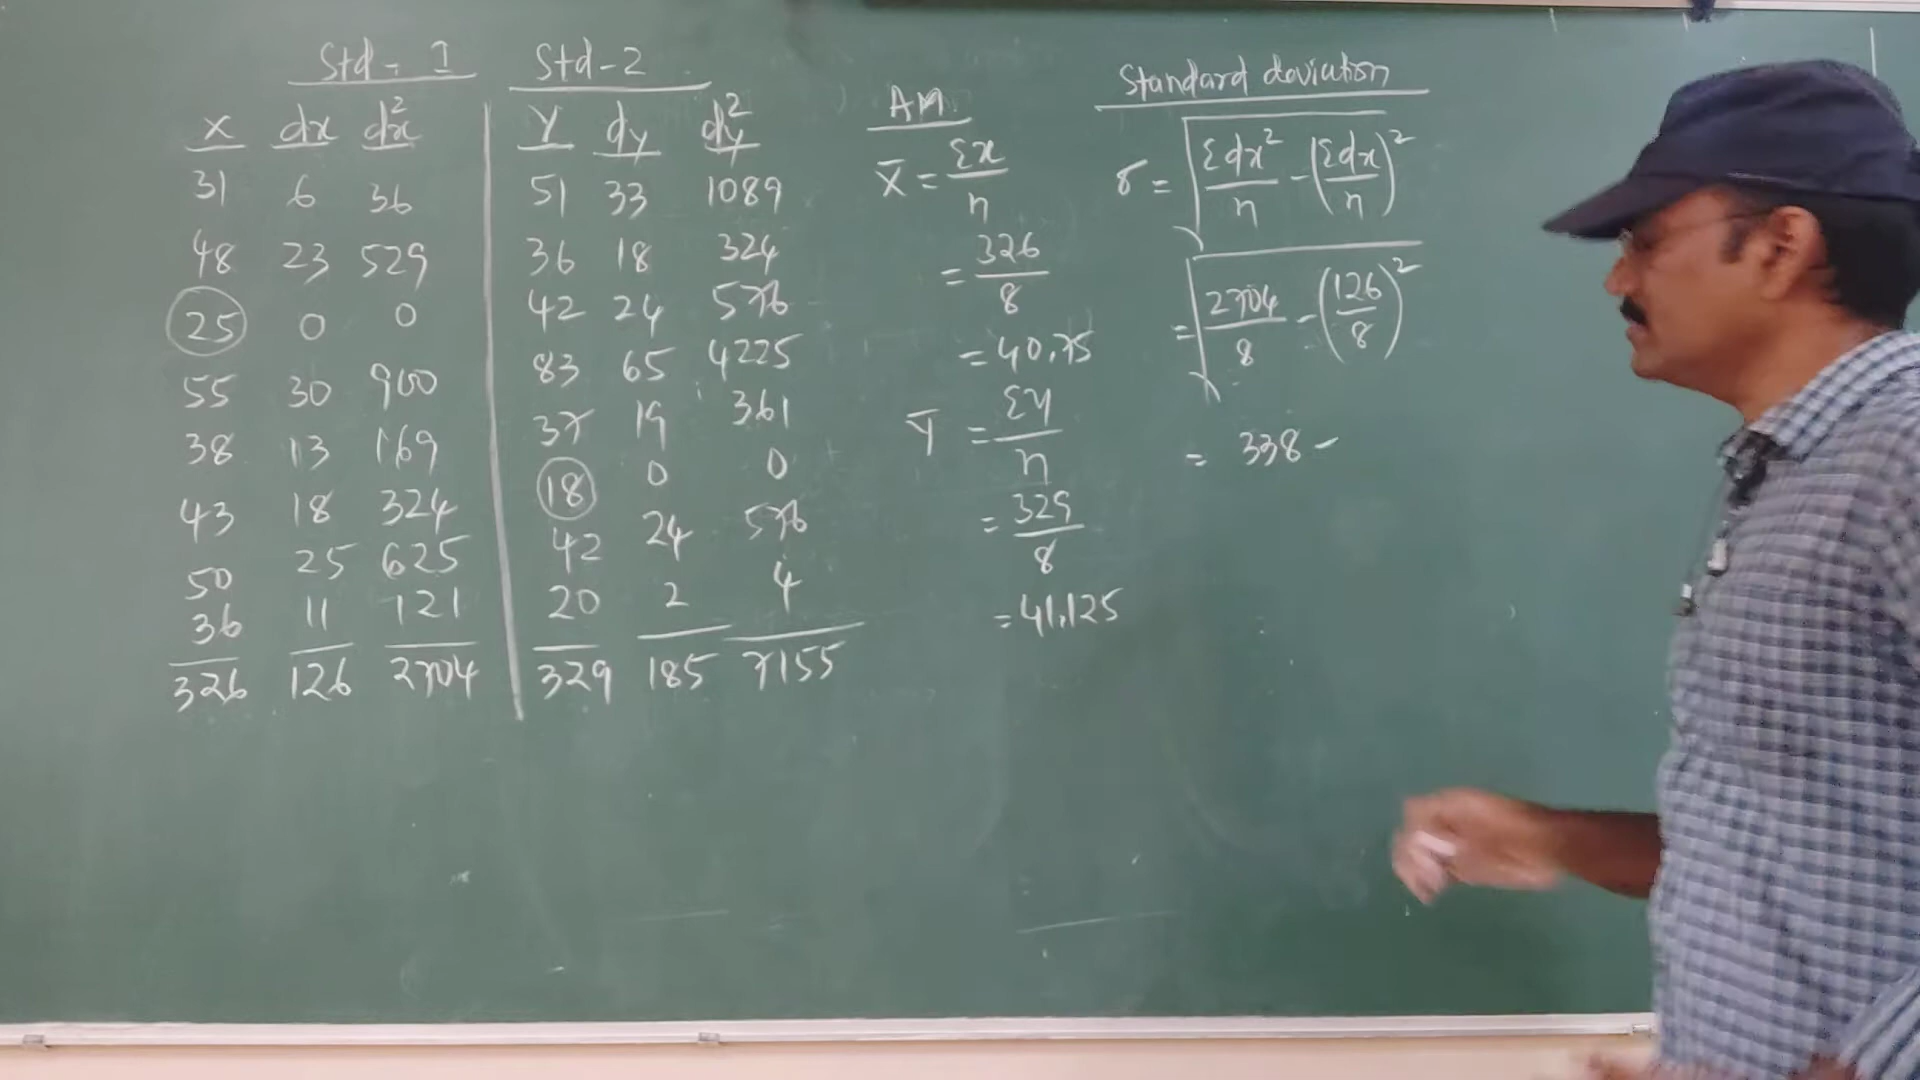 Std - I
x dx dx²
31 6 36
48 23 529
25 0 0
55 30 900
38 13 169
43 18 324
50 25 625
36 11 121
326 126 2704
Std - 2
Y dy dy²
51 33 1089
36 18 324
42 24 576
83 65 4225
37 19 361
18 0 0
42 24 576
20 2 4
329 185 7155
AM
x̄ = Σx/n
= 326/8
= 40.75
Ȳ = Σy/n
= 329/8
= 41.125
Standard deviation
σ = √(Σdx²/n - (Σdx/n)²)
= √(2704/8 - (126/8)²)
= 338 -